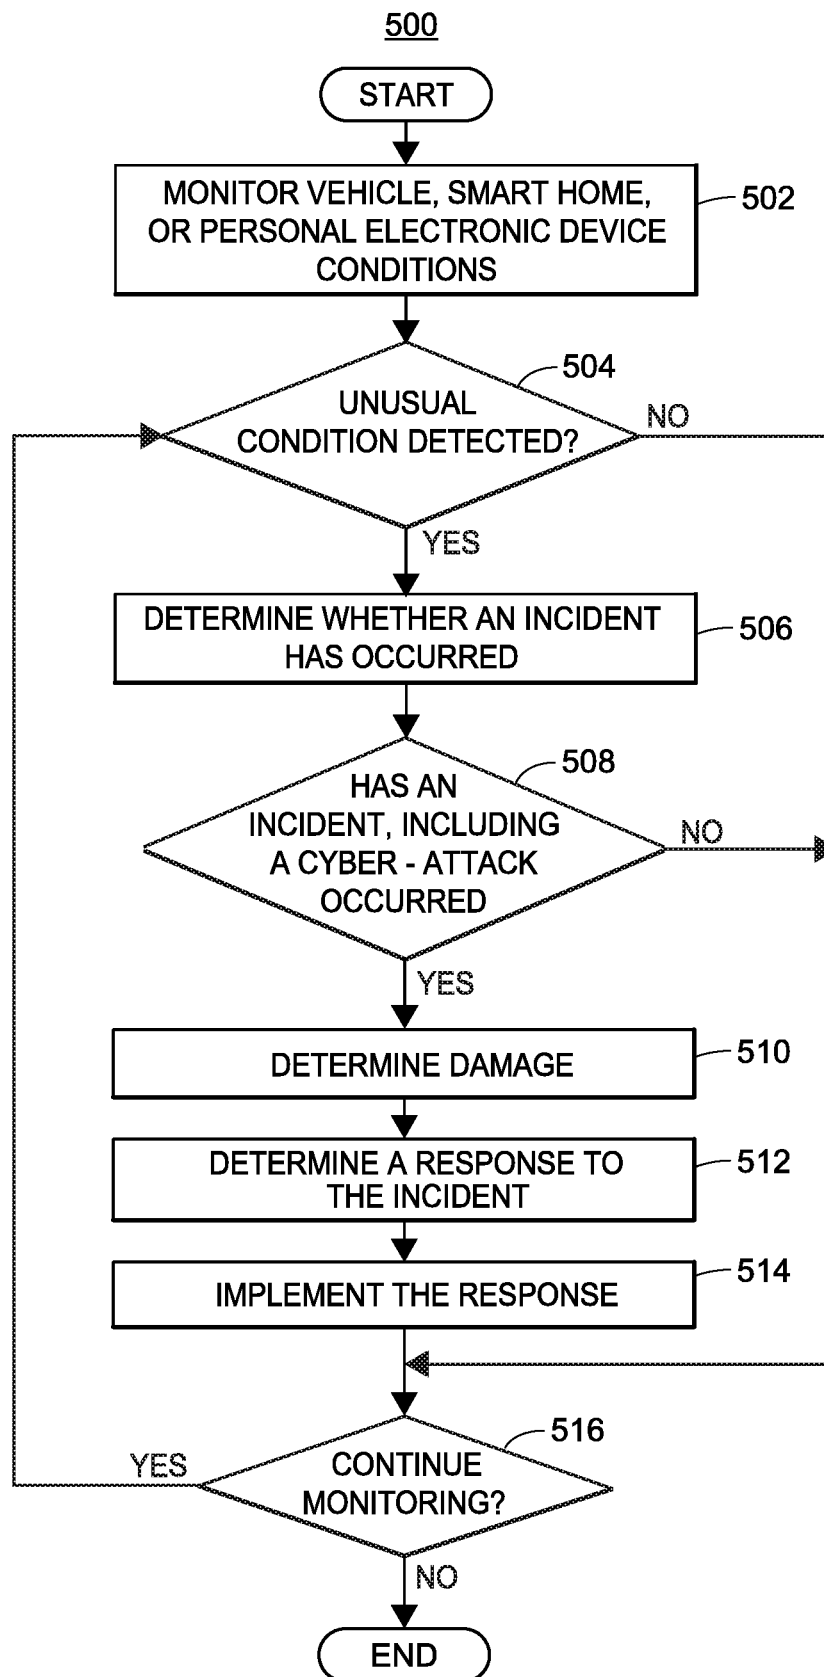 500
START
MONITOR VEHICLE, SMART HOME,
OR PERSONAL ELECTRONIC DEVICE
CONDITIONS
502
504
UNUSUAL
CONDITION DETECTED?
NO
YES
DETERMINE WHETHER AN INCIDENT
HAS OCCURRED
506
508
HAS AN
INCIDENT, INCLUDING
A CYBER - ATTACK
OCCURRED
NO
YES
DETERMINE DAMAGE
510
DETERMINE A RESPONSE TO
THE INCIDENT
512
IMPLEMENT THE RESPONSE
514
516
CONTINUE
MONITORING?
YES
NO
END